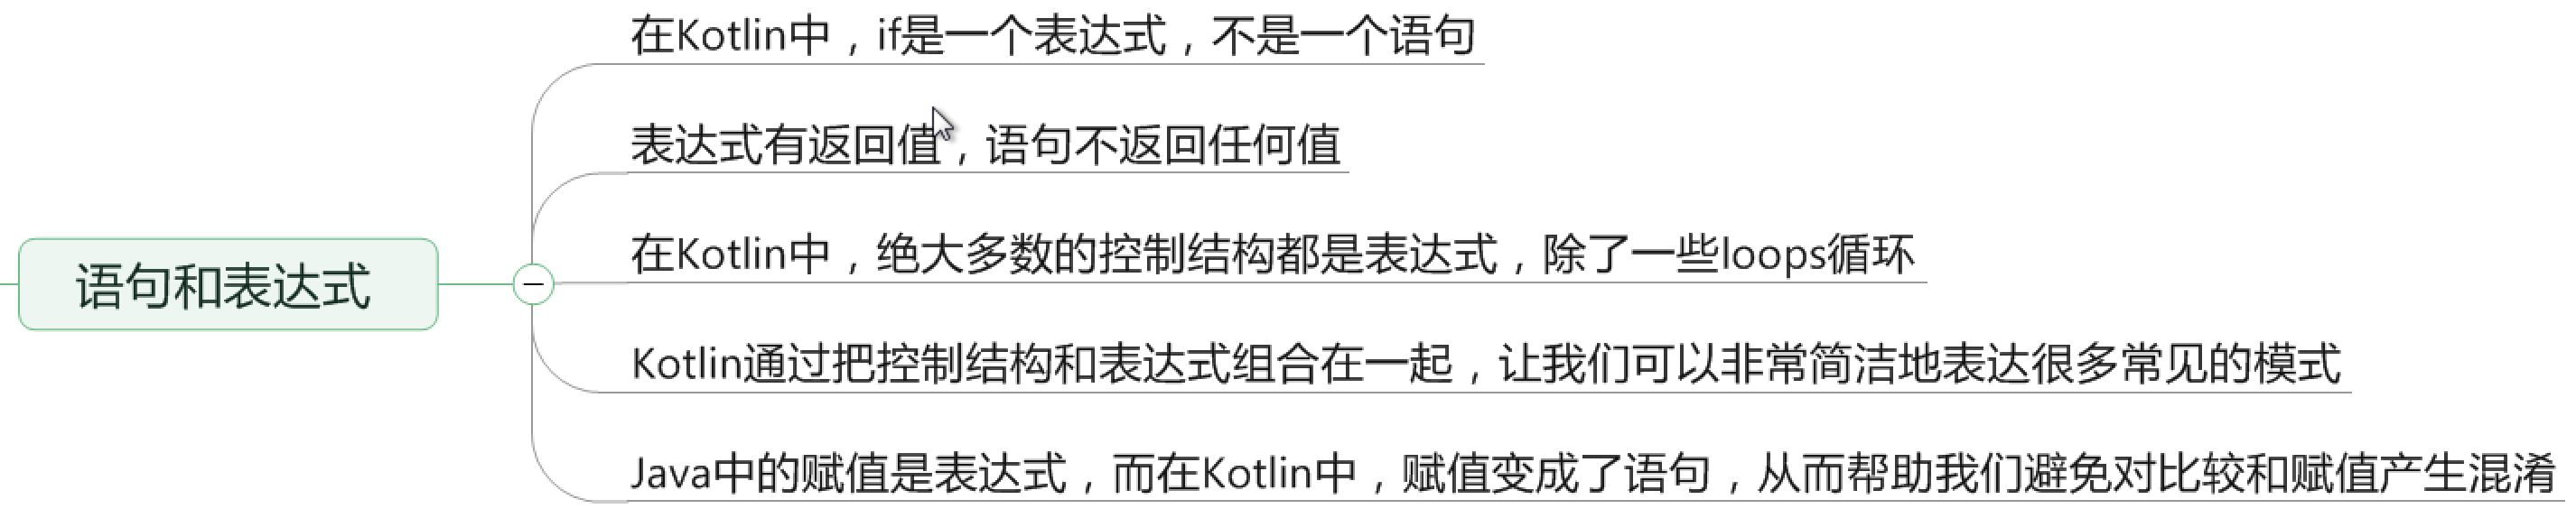 在Kotlin中，if是一个表达式，不是一个语句
表达式有返回值，语句不返回任何值
语句和表达式
在Kotlin中，绝大多数的控制结构都是表达式，除了一些loops循环
Kotlin通过把控制结构和表达式组合在一起，让我们可以非常简洁地表达很多常见的模式
Java中的赋值是表达式，而在Kotlin中，赋值变成了语句，从而帮助我们避免对比较和赋值产生混淆